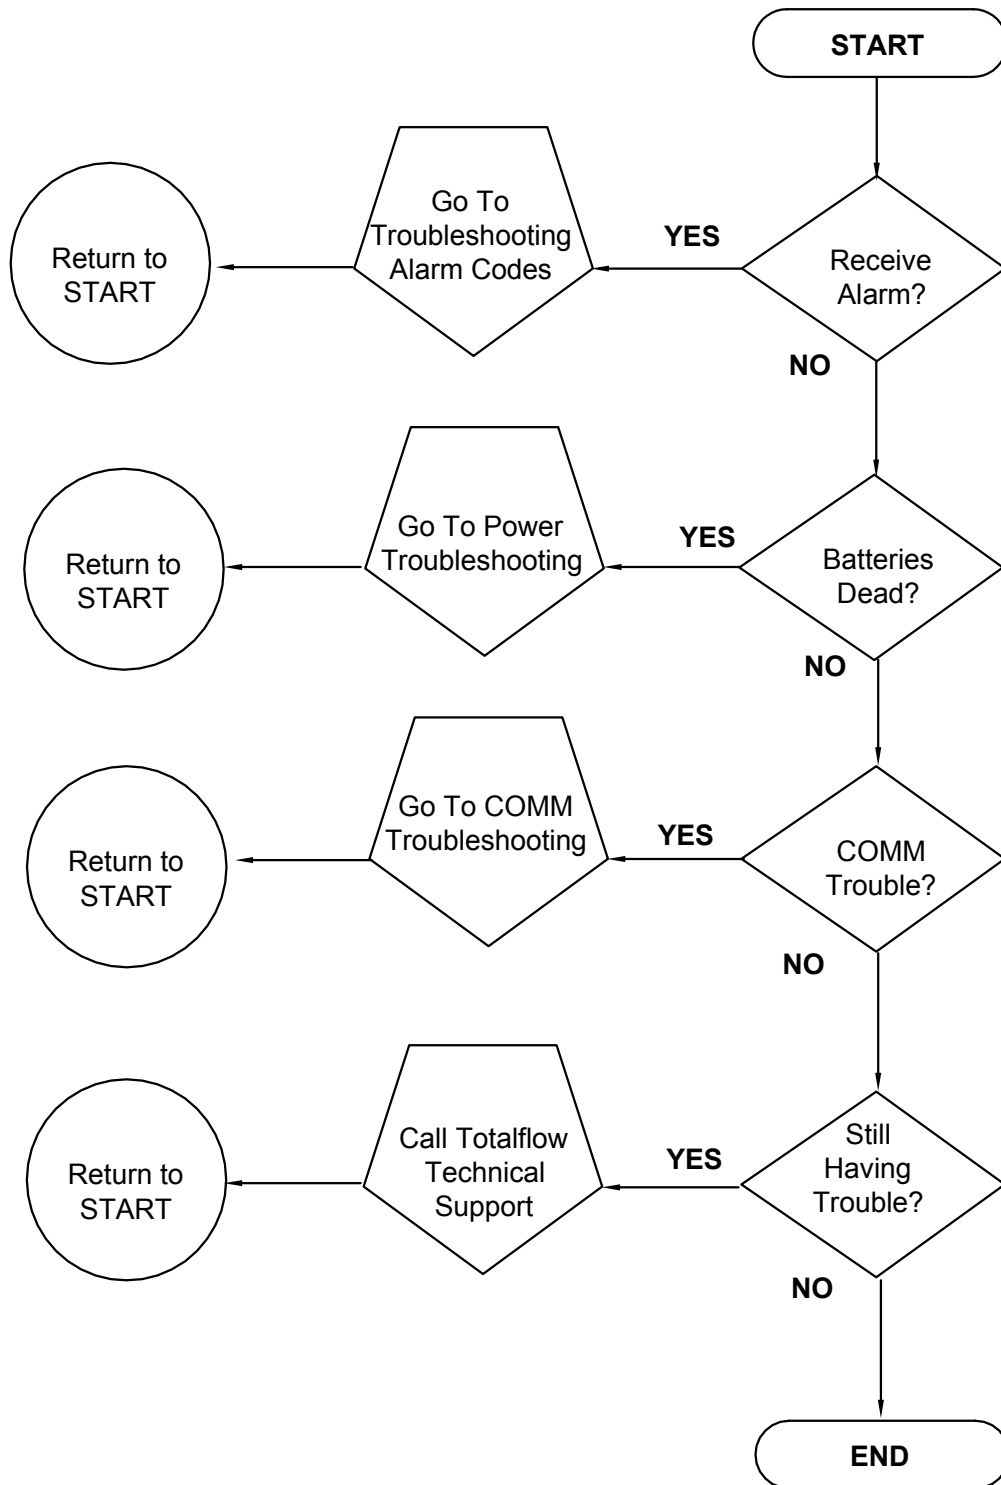 START
Receive
Alarm?
YES
Go To
Troubleshooting
Alarm Codes
Return to
START
NO
Batteries
Dead?
YES
Go To Power
Troubleshooting
Return to
START
NO
COMM
Trouble?
YES
Go To COMM
Troubleshooting
Return to
START
NO
Still
Having
Trouble?
YES
Call Totalflow
Technical
Support
Return to
START
NO
END